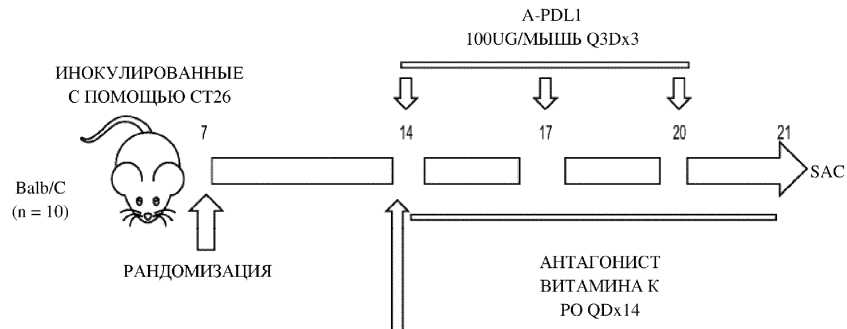 A-PDL1
100UG/МЫШЬ Q3Dx3
ИНОКУЛИРОВАННЫЕ
С ПОМОЩЬЮ CT26
7
14
17
20
21
Balb/C
(n = 10)
SAC
РАНДОМИЗАЦИЯ
АНТАГОНИСТ
ВИТАМИНА К
PO QDx14